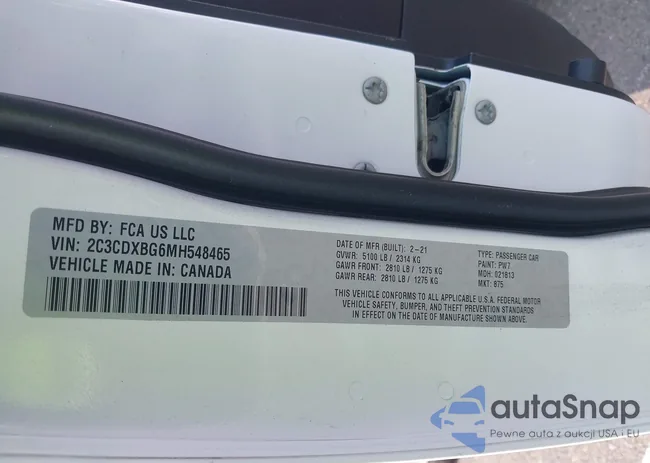 MFD BY: FCA US LLC
VIN: 2C3CDXBG6MH548465
VEHICLE MADE IN: CANADA
DATE OF MFR (BUILT): 2-21
GVWR: 5100 LB / 2314 KG
GAWR FRONT: 2810 LB / 1275 KG
GAWR REAR: 2810 LB / 1275 KG
TYPE: PASSENGER CAR
PAINT: PW7
MDH: 021813
MKT: 875
THIS VEHICLE CONFORMS TO ALL APPLICABLE U.S.A. FEDERAL MOTOR
VEHICLE SAFETY, BUMPER, AND THEFT PREVENTION STANDARDS
IN EFFECT ON THE DATE OF MANUFACTURE SHOWN ABOVE.
autaSnap
Pewne auta z aukcji USA i EU